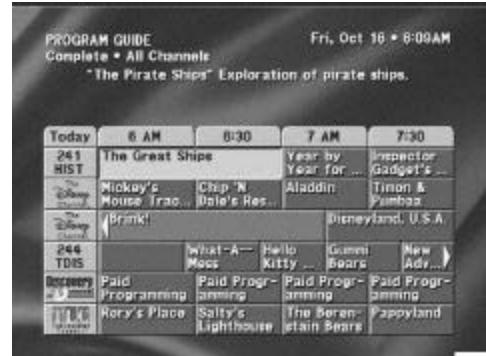 PROGRAM GUIDE
Fri, Oct 16 • 6:09AM
Complete • All Channels
"The Pirate Ships" Exploration of pirate ships.
Today 6 AM 6:30 7 AM 7:30
241 HIST
The Great Ships
Year by
Year for ...
Inspector
Gadget's ...
Disney
Mickey's
Mouse Trac...
Chip 'N
Dale's Res...
Aladdin
Timon &
Pumbaa
Disney
Brink!
Disneyland, U.S.A.
244 TDIS
What-A-
Mess
Hello
Kitty ...
Gummi
Bears
New
Adv...
Discovery
Paid
Programming
Paid Progr-
amming
Paid Progr-
amming
Paid Progr-
amming
Rory's Place
Salty's
Lighthouse
The Beren-
stain Bears
Pappyland